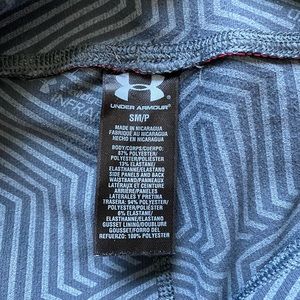 UNDER ARMOUR
SM/P
MADE IN NICARAGUA
FABRIQUÉ AU NICARAGUA
HECHO EN NICARAGUA
BODY/CORPS/CUERPO:
87% POLYESTER/
POLYESTER/POLIÉSTER
13% ELASTANE/
ELASTHANNE/ELASTANO
SIDE PANELS AND BACK
WAISTBAND/PANNEAUX
LATÉRAUX ET CEINTURE
ARRIÈRE/PANELES Y
LATERALES Y CINTURA
TRASERA: 94% POLYESTER/
POLYESTER/POLIÉSTER
6% ELASTANE/
ELASTHANNE/ELASTANO
GUSSET LINING/DOUBLURE
GOUSSET/FORRO DEL
REFUERZO: 100% POLYESTER/